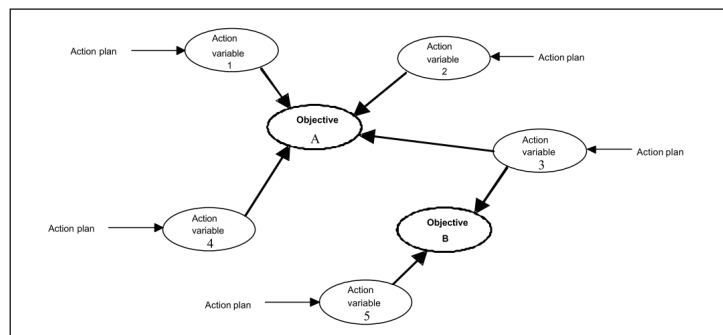 Action plan
Action
variable
1
Action
variable
2
Action plan
Objective
A
Action
variable
3
Action plan
Action plan
Action
variable
4
Objective
B
Action plan
Action
variable
5